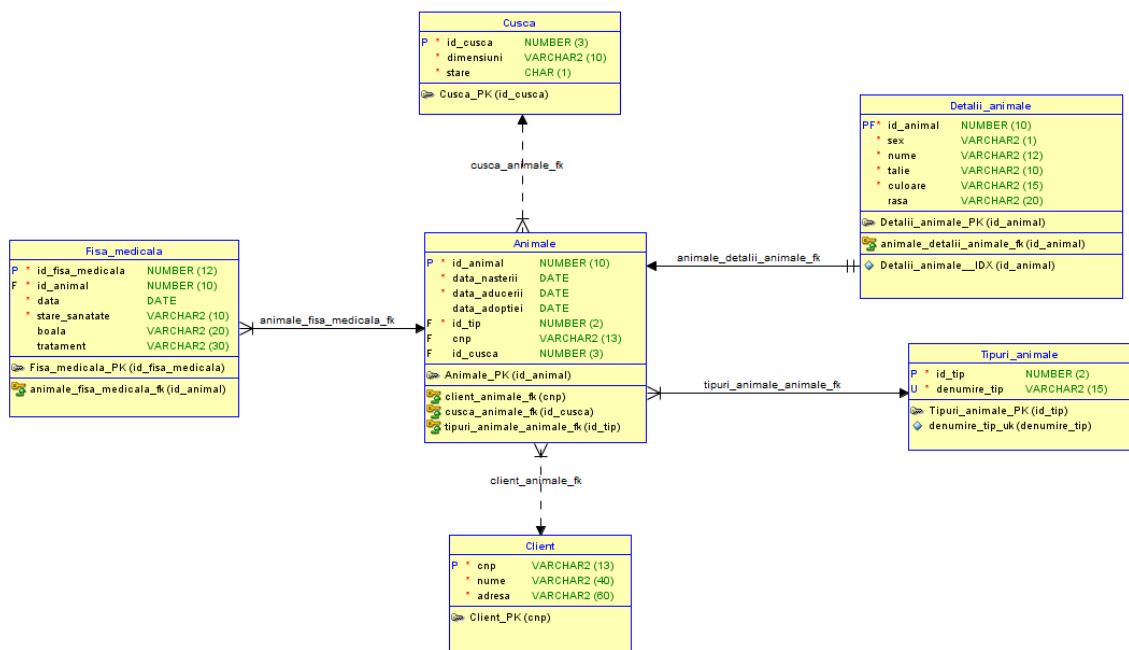 Cusca
P * id_cusca NUMBER (3)
* dimensiuni VARCHAR2 (10)
* stare CHAR (1)
Cusca_PK (id_cusca)
cusca_animale_fk
Detalii_animale
PF* id_animal NUMBER (10)
* sex VARCHAR2 (1)
* nume VARCHAR2 (12)
* talie VARCHAR2 (10)
* culoare VARCHAR2 (15)
rasa VARCHAR2 (20)
Detalii_animale_PK (id_animal)
animale_detalii_animale_fk (id_animal)
Detalii_animale__IDX (id_animal)
animale_detalii_animale_fk
Fisa_medicala
P * id_fisa_medicala NUMBER (12)
F * id_animal NUMBER (10)
* data DATE
* stare_sanatate VARCHAR2 (10)
boala VARCHAR2 (20)
tratament VARCHAR2 (30)
Fisa_medicala_PK (id_fisa_medicala)
animale_fisa_medicala_fk (id_animal)
animale_fisa_medicala_fk
Animale
P * id_animal NUMBER (10)
* data_nasterii DATE
* data_aducerii DATE
data_adoptiei DATE
F * id_tip NUMBER (2)
F cnp VARCHAR2 (13)
F id_cusca NUMBER (3)
Animale_PK (id_animal)
client_animale_fk (cnp)
cusca_animale_fk (id_cusca)
tipuri_animale_animale_fk (id_tip)
tipuri_animale_animale_fk
Tipuri_animale
P * id_tip NUMBER (2)
U * denumire_tip VARCHAR2 (15)
Tipuri_animale_PK (id_tip)
denumire_tip_uk (denumire_tip)
client_animale_fk
Client
P * cnp VARCHAR2 (13)
* nume VARCHAR2 (40)
* adresa VARCHAR2 (60)
Client_PK (cnp)